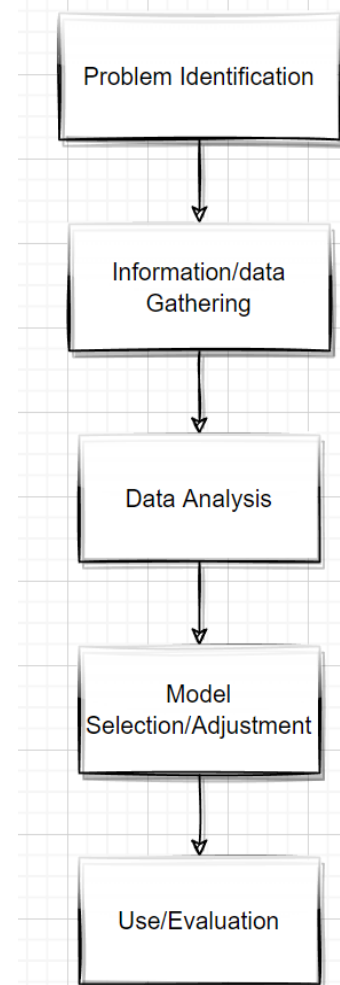 Problem Identification
Information/data
Gathering
Data Analysis
Model
Selection/Adjustment
Use/Evaluation